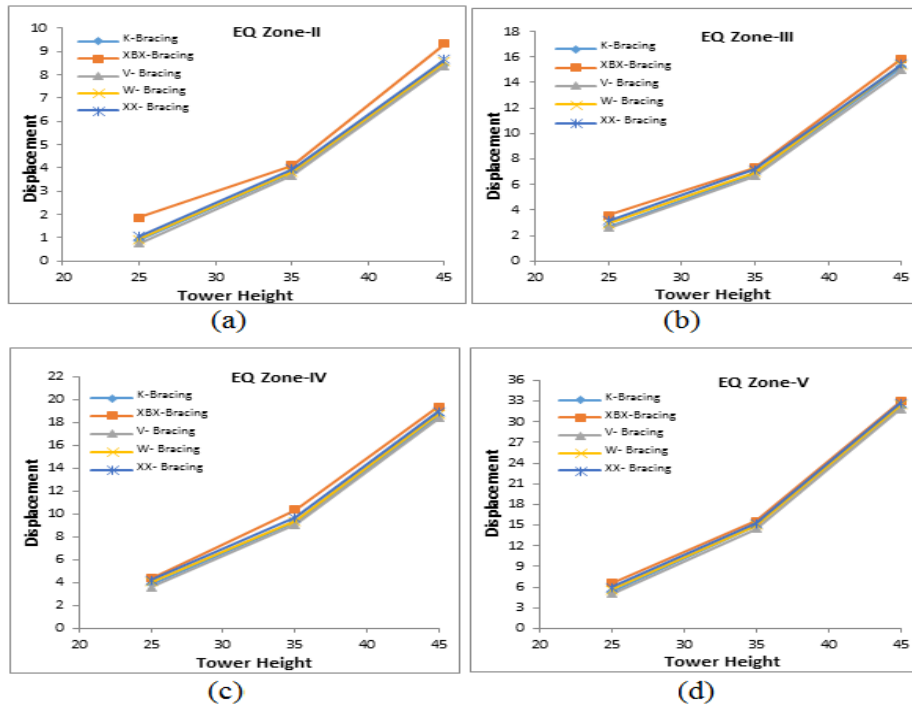 EQ Zone-II
K-Bracing
XBX-Bracing
V- Bracing
W- Bracing
XX- Bracing
Displacement
10
9
8
7
6
5
4
3
2
1
0
20 25 30 35 40 45
Tower Height
(a)
EQ Zone-III
K-Bracing
XBX-Bracing
V- Bracing
W- Bracing
XX- Bracing
Displacement
18
16
14
12
10
8
6
4
2
0
20 25 30 35 40 45
Tower Height
(b)
EQ Zone-IV
K-Bracing
XBX-Bracing
V- Bracing
W- Bracing
XX- Bracing
Displacement
22
20
18
16
14
12
10
8
6
4
2
0
20 25 30 35 40 45
Tower Height
(c)
EQ Zone-V
K-Bracing
XBX-Bracing
V- Bracing
W- Bracing
XX- Bracing
Displacement
36
33
30
27
24
21
18
15
12
9
6
3
0
20 25 30 35 40 45
Tower Height
(d)